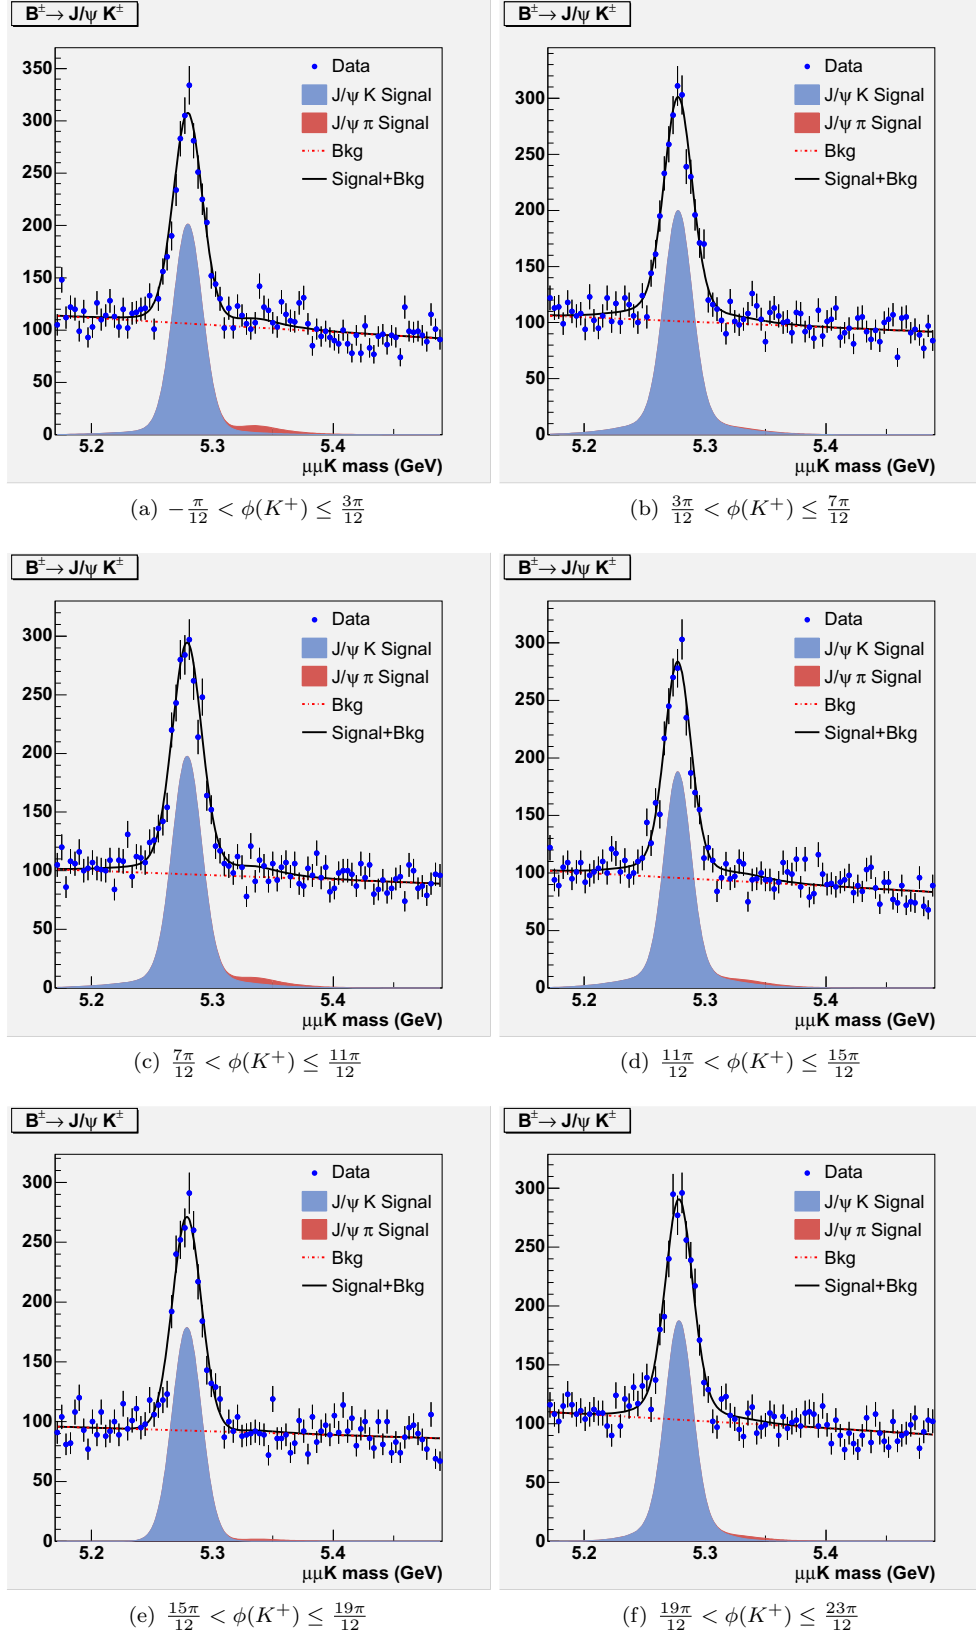 B± → J/ψ K±
350
300
250
200
150
100
50
0
Data
J/ψ K Signal
J/ψ π Signal
Bkg
Signal+Bkg
5.2 5.3 5.4
μμK mass (GeV)
(a) −π/12 < ϕ(K+) ≤ 3π/12
B± → J/ψ K±
300
250
200
150
100
50
0
Data
J/ψ K Signal
J/ψ π Signal
Bkg
Signal+Bkg
5.2 5.3 5.4
μμK mass (GeV)
(b) 3π/12 < ϕ(K+) ≤ 7π/12
B± → J/ψ K±
300
250
200
150
100
50
0
Data
J/ψ K Signal
J/ψ π Signal
Bkg
Signal+Bkg
5.2 5.3 5.4
μμK mass (GeV)
(c) 7π/12 < ϕ(K+) ≤ 11π/12
B± → J/ψ K±
300
250
200
150
100
50
0
Data
J/ψ K Signal
J/ψ π Signal
Bkg
Signal+Bkg
5.2 5.3 5.4
μμK mass (GeV)
(d) 11π/12 < ϕ(K+) ≤ 15π/12
B± → J/ψ K±
300
250
200
150
100
50
0
Data
J/ψ K Signal
J/ψ π Signal
Bkg
Signal+Bkg
5.2 5.3 5.4
μμK mass (GeV)
(e) 15π/12 < ϕ(K+) ≤ 19π/12
B± → J/ψ K±
300
250
200
150
100
50
0
Data
J/ψ K Signal
J/ψ π Signal
Bkg
Signal+Bkg
5.2 5.3 5.4
μμK mass (GeV)
(f) 19π/12 < ϕ(K+) ≤ 23π/12